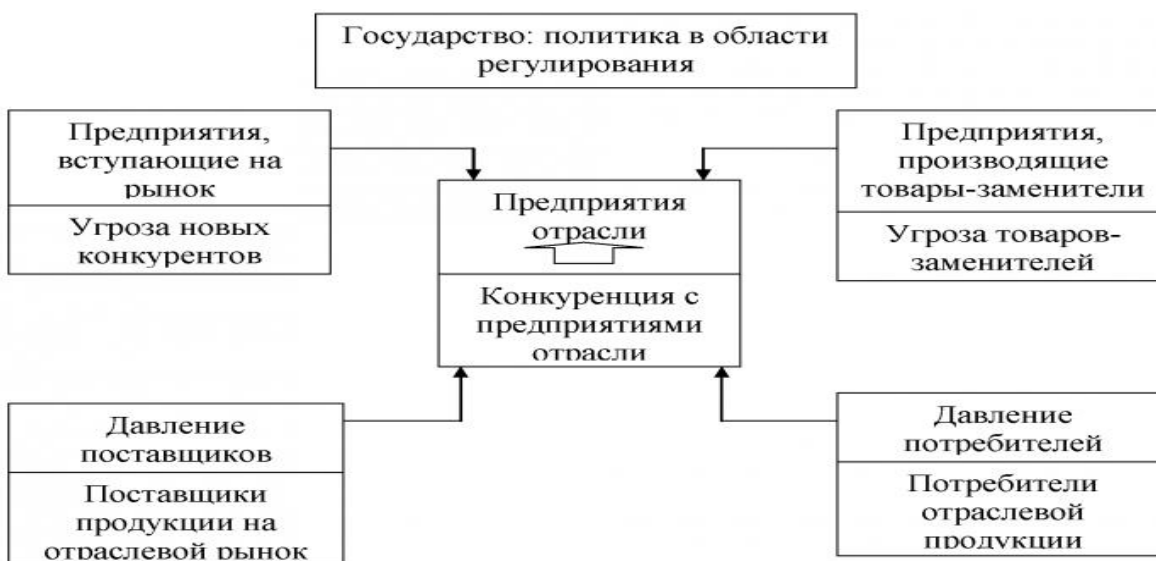 Государство: политика в области
регулирования
Предприятия,
вступающие на
рынок
Угроза новых
конкурентов
Предприятия
отрасли
Конкуренция с
предприятиями
отрасли
Предприятия,
производящие
товары-заменители
Угроза товаров-
заменителей
Давление
поставщиков
Поставщики
продукции на
отраслевой рынок
Давление
потребителей
Потребители
отраслевой
продукции